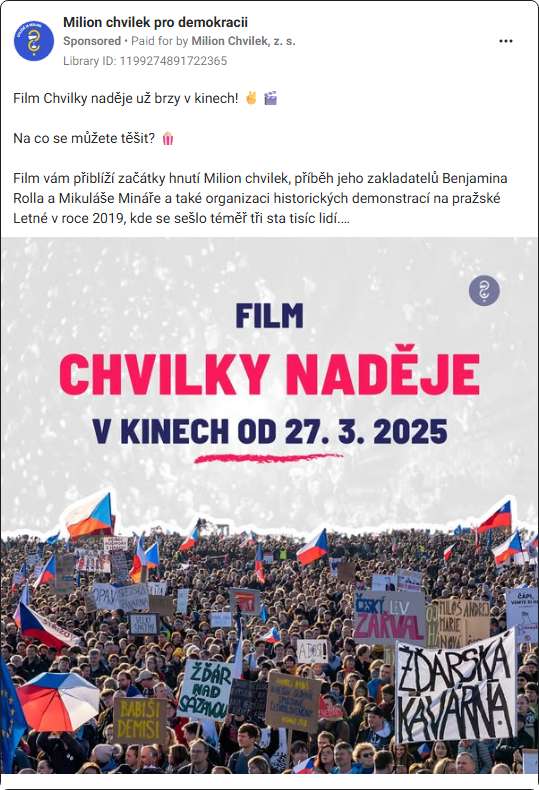 Milion chvilek pro demokracii
Sponsored • Paid for by Milion Chvilek, z. s.
Library ID: 1199274891722365
Film Chvilky naděje už brzy v kinech! ✌️ 🎬
Na co se můžete těšit? 🍿
Film vám přiblíží začátky hnutí Milion chvilek, příběh jeho zakladatelů Benjamina
Rolla a Mikuláše Mináře a také organizaci historických demonstrací na pražské
Letné v roce 2019, kde se sešlo téměř tři sta tisíc lidí.…
FILM
CHVILKY NADĚJE
V KINECH OD 27. 3. 2025
ČESKÝ LEV
ZAŘVAL
ŽĎÁR
NAD
SÁZAVOU
BABIŠI
DEMISI
ŽĎÁRSKÁ
KAVÁRNA!